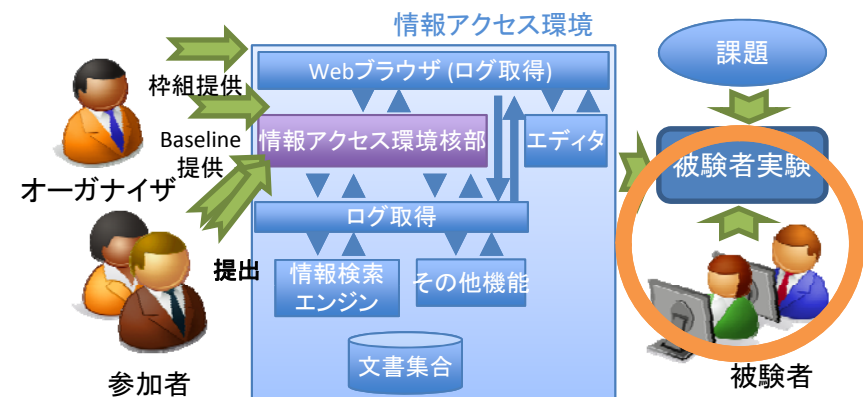 情報アクセス環境
課題
Webブラウザ (ログ取得)
枠組提供
Baseline
提供
情報アクセス環境核部
エディタ
被験者実験
オーガナイザ
ログ取得
提出
情報検索
エンジン
その他機能
文書集合
参加者
被験者